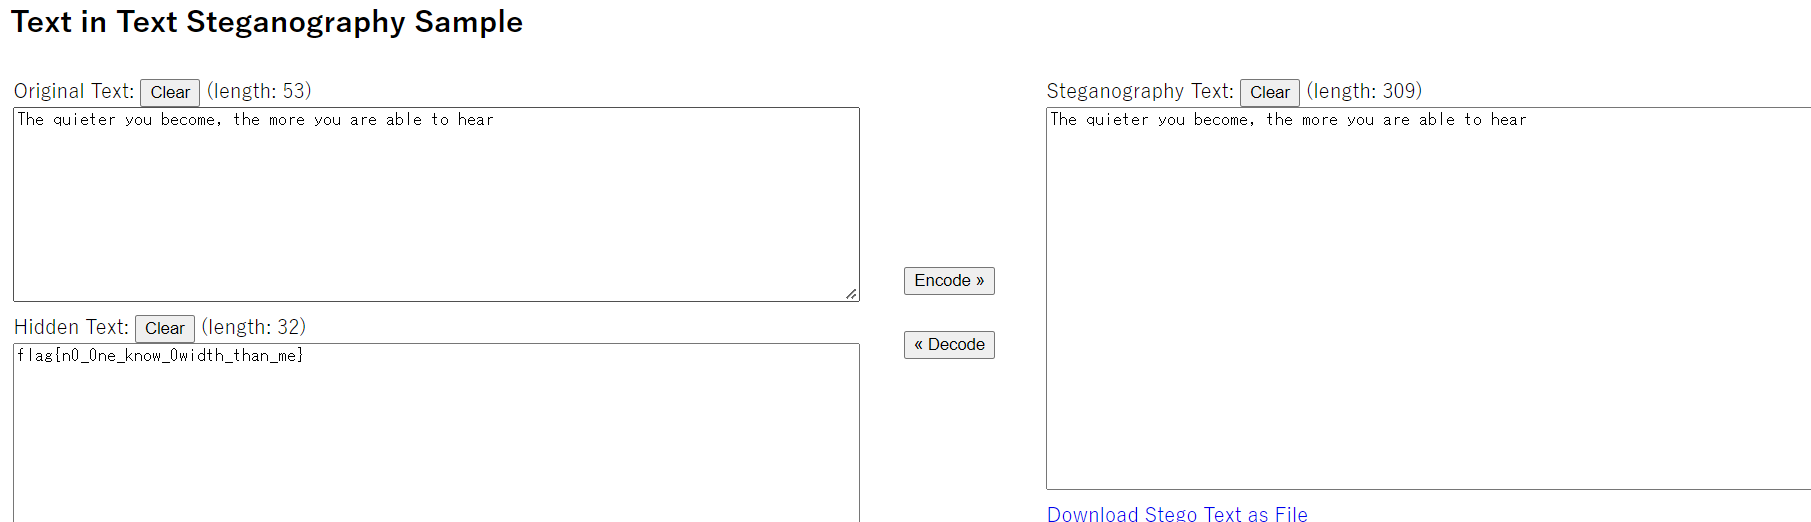 Text in Text Steganography Sample
Original Text: Clear (length: 53)
The quieter you become, the more you are able to hear
Hidden Text: Clear (length: 32)
flag{n0_0ne_know_0width_than_me}
Encode »
« Decode
Steganography Text: Clear (length: 309)
The quieter you become, the more you are able to hear
Download Stego Text as File